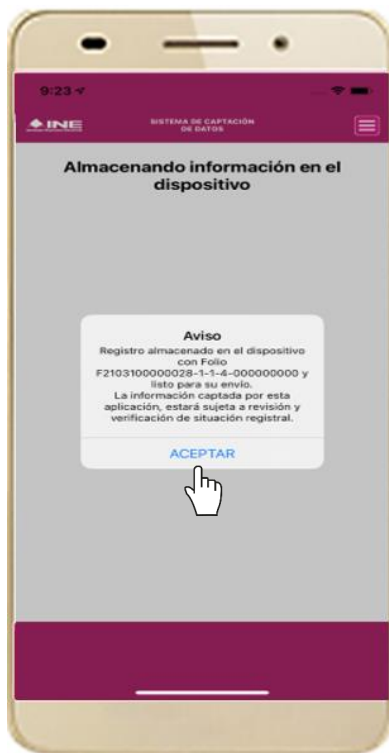 9:23
INE
SISTEMA DE CAPTACIÓN
DE DATOS
Almacenando información en el
dispositivo
Aviso
Registro almacenado en el dispositivo
con Folio
F2103100000028-1-1-4-000000000 y
listo para su envío.
La información captada por esta
aplicación, estará sujeta a revisión y
verificación de situación registral.
ACEPTAR